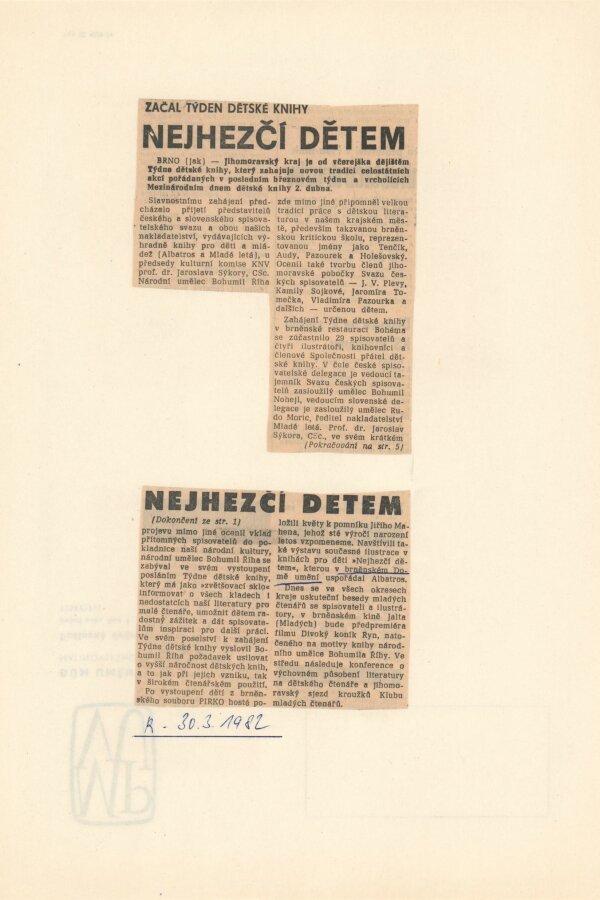 ZAČAL TÝDEN DĚTSKÉ KNIHY
NEJHEZČÍ DĚTEM
BRNO (jak) — Jihomoravský kraj je od včerejška dějištěm
Týdne dětské knihy, který zahajuje novou tradici celostátních
akcí pořádaných v posledním březnovém týdnu a vrcholících
Mezinárodním dnem dětské knihy 2. dubna.
Slavnostnímu zahájení před-
cházelo přijetí představitelů
českého a slovenského spisova-
telského svazu a obou našich
nakladatelství, vydávajících vý-
hradně knihy pro děti a mlá-
dež (Albatros a Mladé letá), u
předsedy kulturní komise KNV
prof. dr. Jaroslava Sýkory, CSc.
Národní umělec Bohumil Říha
zde mimo jiné připomněl velkou
tradici práce s dětskou litera-
turou v našem krajském měs-
tě, především takzvanou brněn-
skou kritickou školu, reprezen-
tovanou jmény jako Tenčík,
Audy, Pazourek a Holešovský.
Ocenil také tvorbu členů jiho-
moravské pobočky Svazu čes-
kých spisovatelů — J. V. Plevy,
Kamily Sojkové, Jaromíra To-
mečka, Vladimíra Pazourka a
dalších — určenou dětem.
Zahájení Týdne dětské knihy
v brněnské restauraci Bohéma
se zúčastnilo 29 spisovatelů a
čtyři ilustrátoři, knihovníci a
členové Společnosti přátel dět-
ské knihy. V čele české spiso-
vatelské delegace je vedoucí ta-
jemník Svazu českých spisova-
telů zasloužilý umělec Bohumil
Nohejl, vedoucím slovenské de-
legace je zasloužilý umělec Ru-
do Moric, ředitel nakladatelství
Mladé letá. Prof. dr. Jaroslav
Sýkora, CSc., ve svém krátkém
(Pokračování na str. 5)
NEJHEZČÍ DĚTEM
(Dokončení ze str. 1)
projevu mimo jiné ocenil vklad
přítomných spisovatelů do po-
kladnice naší národní kultury,
národní umělec Bohumil Říha se
zabýval ve svém vystoupení
posláním Týdne dětské knihy,
který má jako »zvětšovací sklo«
informovat o všech kladech i
nedostatcích naší literatury pro
malé čtenáře, umožnit dětem ra-
dostný zážitek a dát spisova-
telům inspiraci pro další práci.
Ve svém poselství k zahájení
Týdne dětské knihy vyslovil Bo-
humil Říha požadavek usilovat
o vyšší náročnost dětských knih,
a to jak při jejich vzniku, tak
v širokém čtenářském použití.
Po vystoupení dětí z brněn-
ského souboru PIRKO hosté po-
ložili květy k pomníku Jiřího Ma-
hena, jehož sté výročí narození
letos vzpomeneme. Navštívili ta-
ké výstavu současné ilustrace v
knihách pro děti »Nejhezčí dě-
tem«, kterou v brněnském Do-
mě umění uspořádal Albatros.
Dnes se ve všech okresech
kraje uskuteční besedy mladých
čtenářů se spisovateli a ilustrá-
tory, v brněnském kině Jalta
(Mladých) bude předpremiéra
filmu Divoký koník Ryn, nato-
čeného na motivy knihy národ-
ního umělce Bohumila Říhy. Ve
středu následuje konference o
výchovném působení literatury
na dětského čtenáře a jihomo-
ravský sjezd kroužků Klubu
mladých čtenářů.
R - 30.3.1982